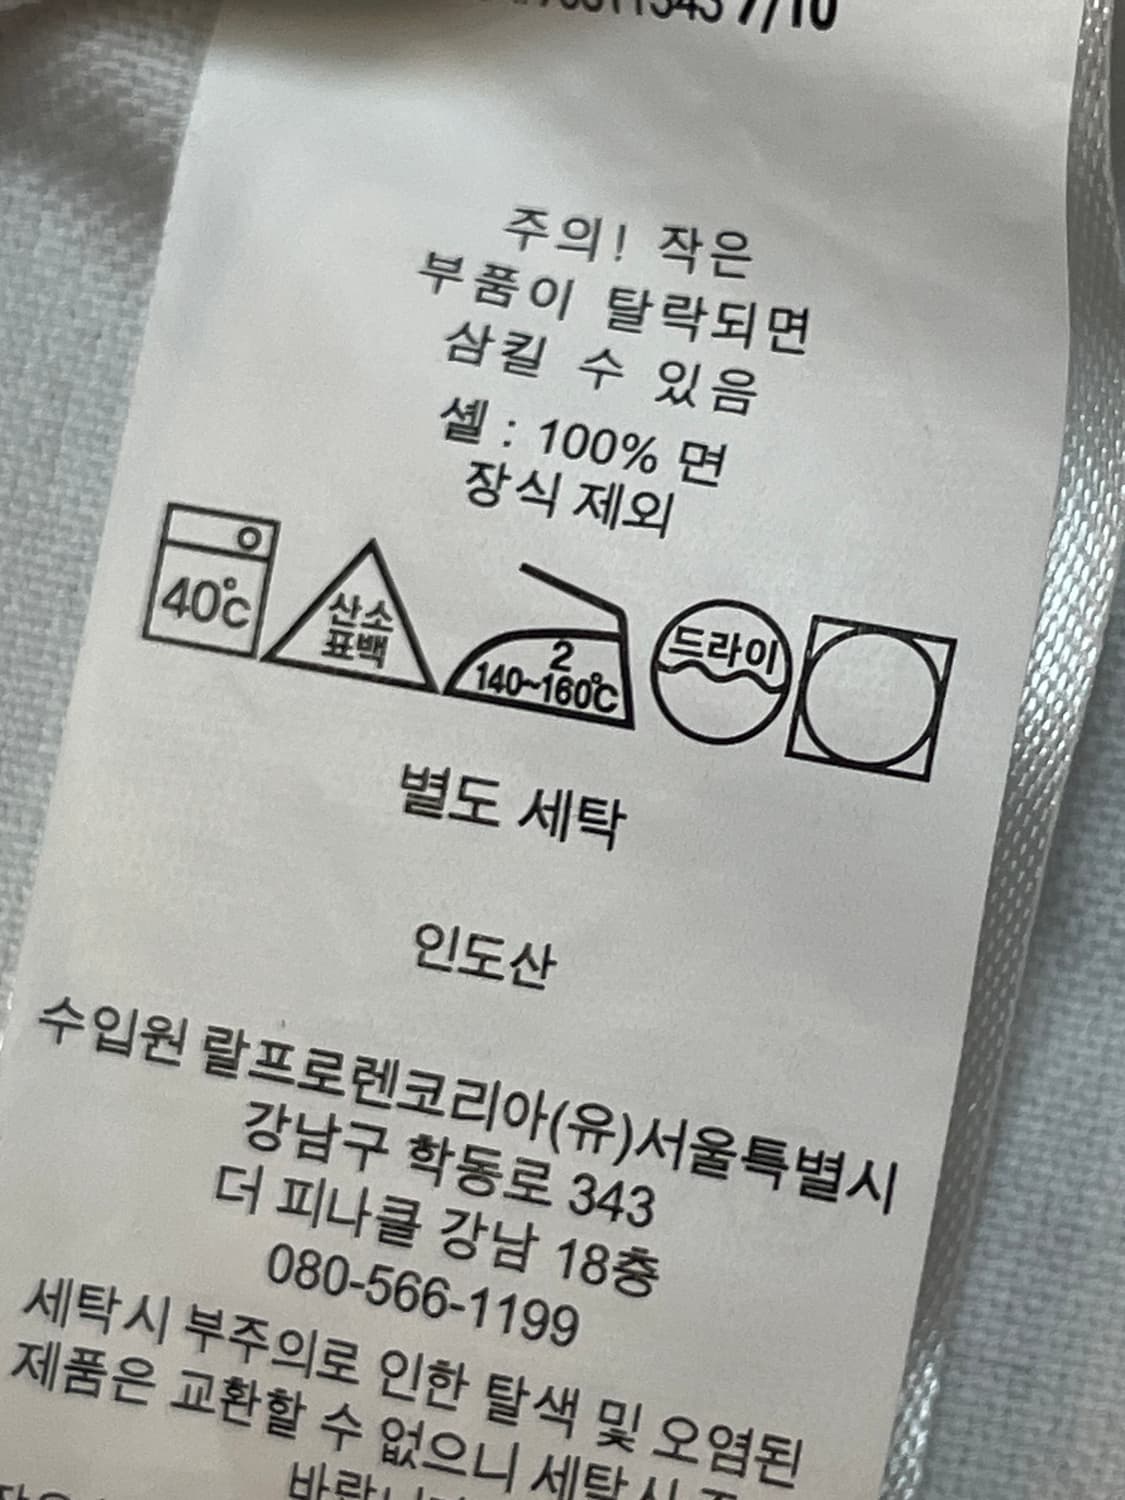 7/10
주의! 작은
부품이 탈락되면
삼킬 수 있음
셸 : 100% 면
장식 제외
40℃
산소
표백
2
140~160℃
드라이
별도 세탁
인도산
수입원 랄프로렌코리아(유)서울특별시
강남구 학동로 343
더 피나클 강남 18층
080-566-1199
세탁시 부주의로 인한 탈색 및 오염된
제품은 교환할 수 없으니 세탁시